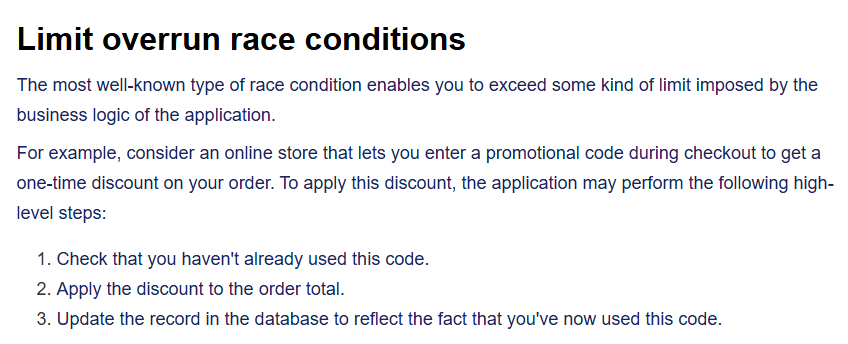 Limit overrun race conditions
The most well-known type of race condition enables you to exceed some kind of limit imposed by the
business logic of the application.
For example, consider an online store that lets you enter a promotional code during checkout to get a
one-time discount on your order. To apply this discount, the application may perform the following high-
level steps:
1. Check that you haven't already used this code.
2. Apply the discount to the order total.
3. Update the record in the database to reflect the fact that you've now used this code.